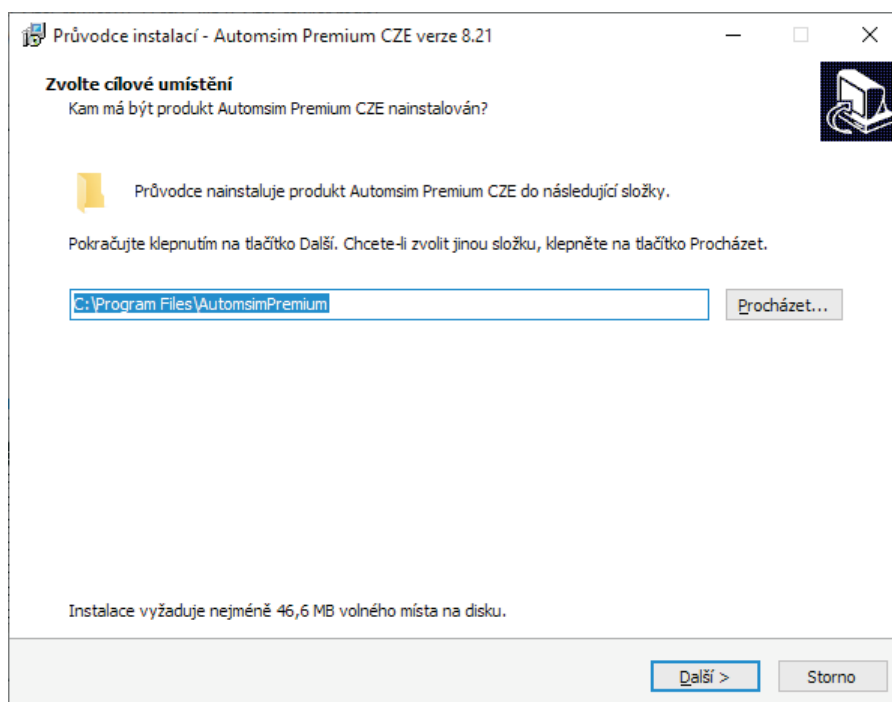 Průvodce instalací - Automsim Premium CZE verze 8.21
Zvolte cílové umístění
Kam má být produkt Automsim Premium CZE nainstalován?
Průvodce nainstaluje produkt Automsim Premium CZE do následující složky.
Pokračujte klepnutím na tlačítko Další. Chcete-li zvolit jinou složku, klepněte na tlačítko Procházet.
C:\Program Files\AutomsimPremium
Procházet...
Instalace vyžaduje nejméně 46,6 MB volného místa na disku.
Další >
Storno